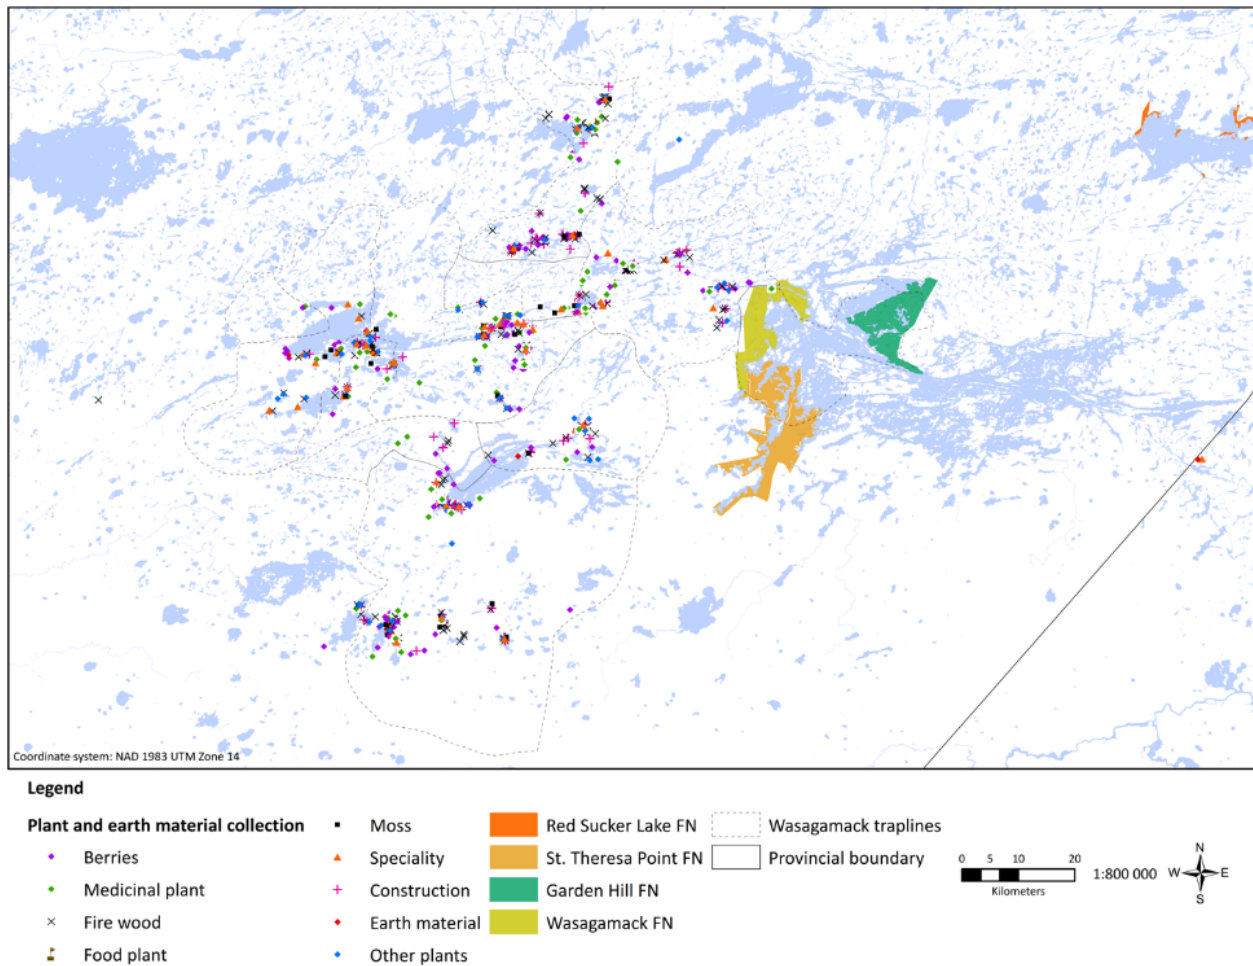 Coordinate system: NAD 1983 UTM Zone 14
Legend
Plant and earth material collection
Berries
Medicinal plant
Fire wood
Food plant
Moss
Speciality
Construction
Earth material
Other plants
Red Sucker Lake FN
St. Theresa Point FN
Garden Hill FN
Wasagamack FN
Wasagamack traplines
Provincial boundary
0 5 10 20
Kilometers
1:800 000
N
W E
S